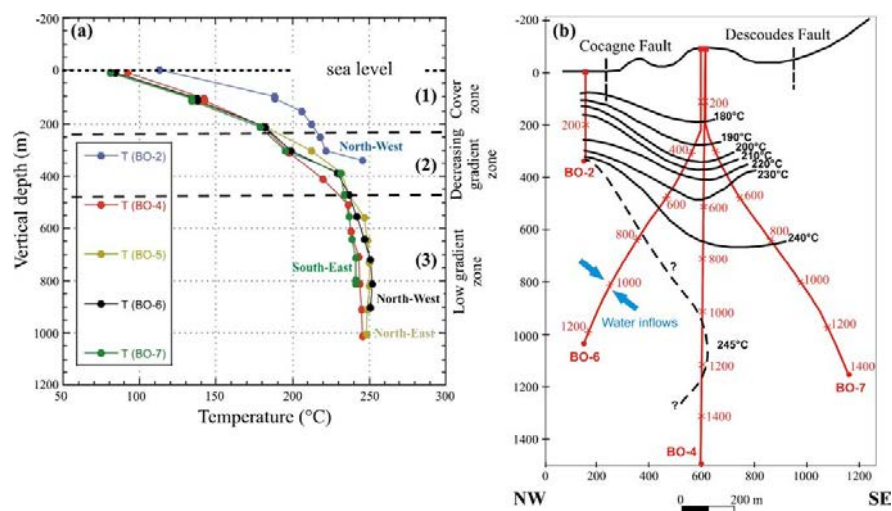 (a)
sea level
(1)
Cover zone
(2)
Decreasing gradient zone
(3)
Low gradient zone
North-West
South-East
North-West
North-East
T (BO-2)
T (BO-4)
T (BO-5)
T (BO-6)
T (BO-7)
-200
0
200
400
600
800
1000
1200
Vertical depth (m)
50 100 150 200 250 300
Temperature (°C)
(b)
Cocagne Fault
Descoudes Fault
-200
0
200
400
600
800
1000
1200
1400
1500
200
200
400
600
800
1000
1200
600
800
1000
1200
1400
600
800
1000
1200
1400
180°C
190°C
200°C
210°C
220°C
230°C
240°C
245°C
?
?
BO-2
BO-6
BO-4
BO-7
Water inflows
0 200 400 600 800 1000 1200
NW
SE
0 200 m